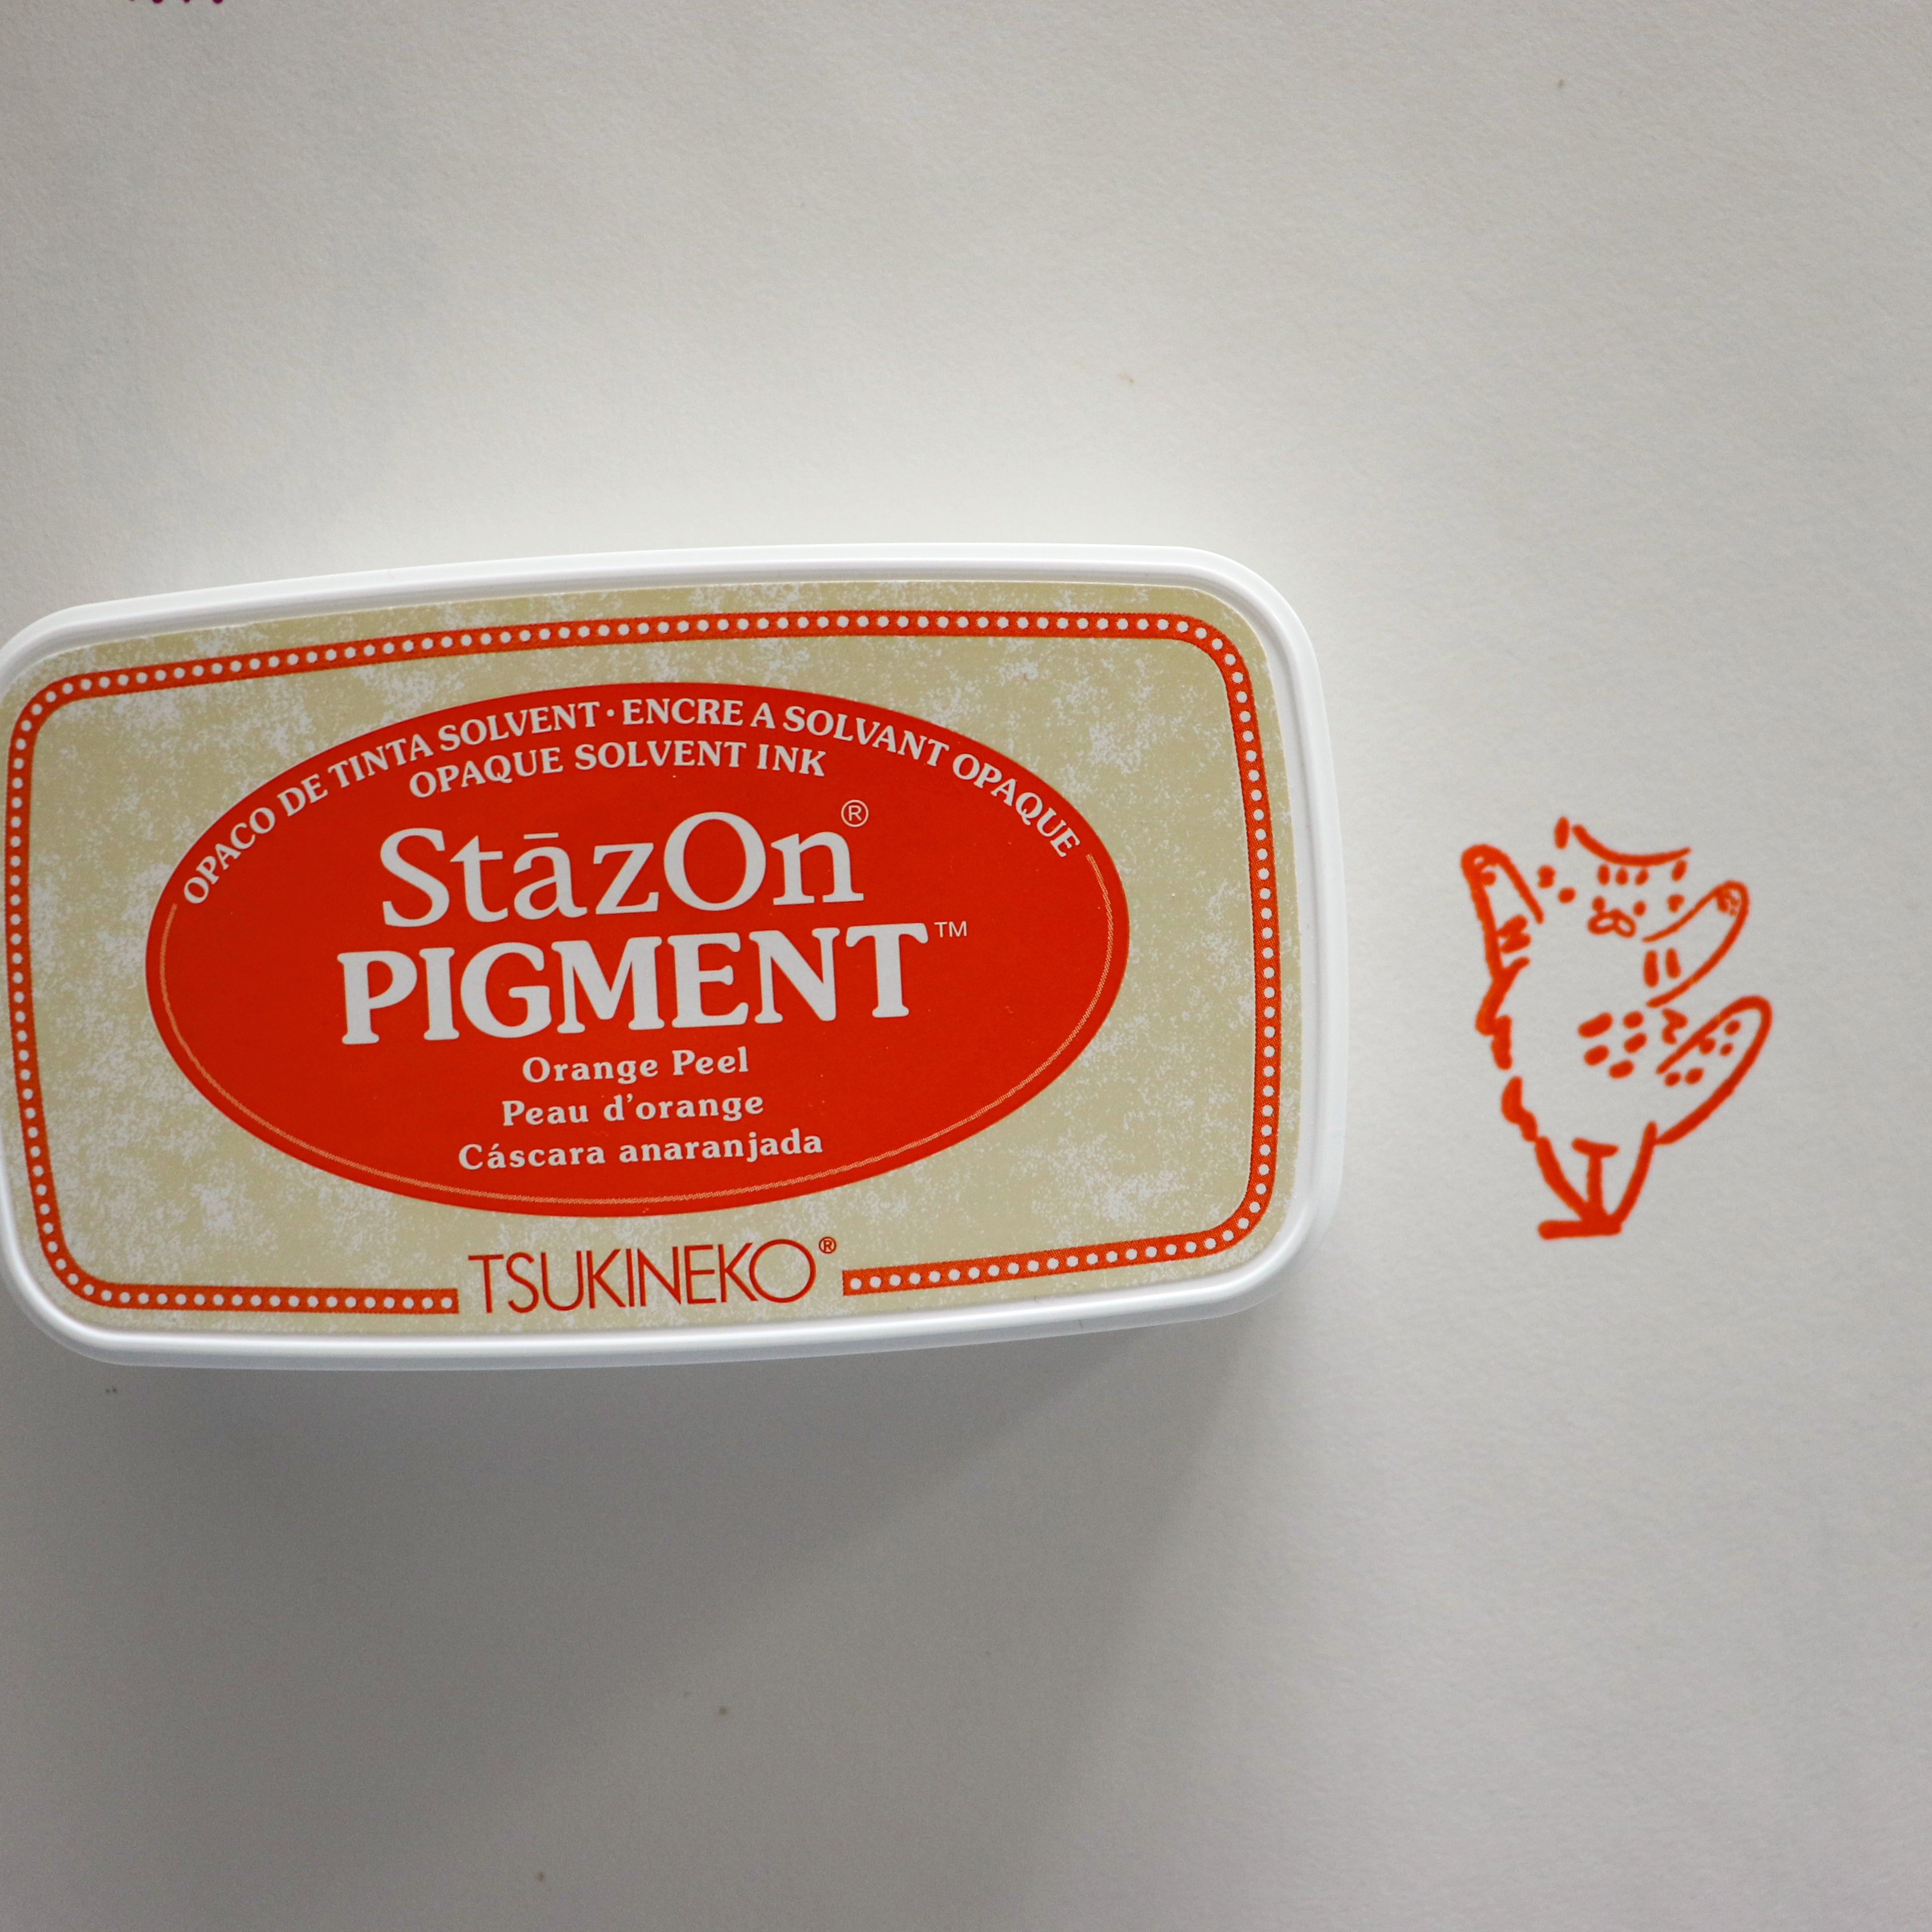 OPACO DE TINTA SOLVENT · ENCRE A SOLVANT OPAQUE
OPAQUE SOLVENT INK
StāzOn®
PIGMENT™
Orange Peel
Peau d'orange
Cáscara anaranjada
TSUKINEKO®